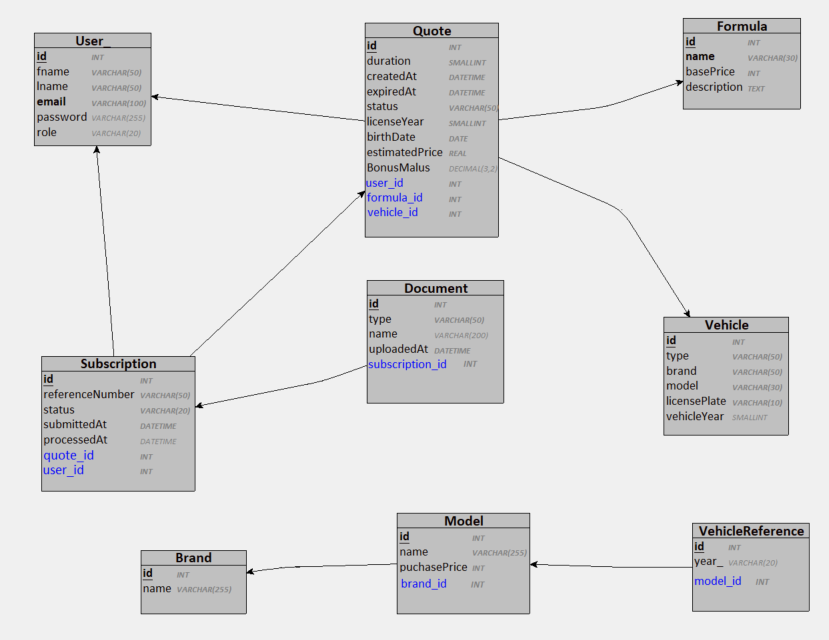 User_
id INT
fname VARCHAR(50)
lname VARCHAR(50)
email VARCHAR(100)
password VARCHAR(255)
role VARCHAR(20)
Quote
id INT
duration SMALLINT
createdAt DATETIME
expiredAt DATETIME
status VARCHAR(50)
licenseYear SMALLINT
birthDate DATE
estimatedPrice REAL
BonusMalus DECIMAL(3,2)
user_id INT
formula_id INT
vehicle_id INT
Formula
id INT
name VARCHAR(30)
basePrice INT
description TEXT
Document
id INT
type VARCHAR(50)
name VARCHAR(200)
uploadedAt DATETIME
subscription_id INT
Vehicle
id INT
type VARCHAR(50)
brand VARCHAR(50)
model VARCHAR(30)
licensePlate VARCHAR(10)
vehicleYear SMALLINT
Subscription
id INT
referenceNumber VARCHAR(50)
status VARCHAR(20)
submittedAt DATETIME
processedAt DATETIME
quote_id INT
user_id INT
Brand
id INT
name VARCHAR(255)
Model
id INT
name VARCHAR(255)
puchasePrice INT
brand_id INT
VehicleReference
id INT
year_ VARCHAR(20)
model_id INT